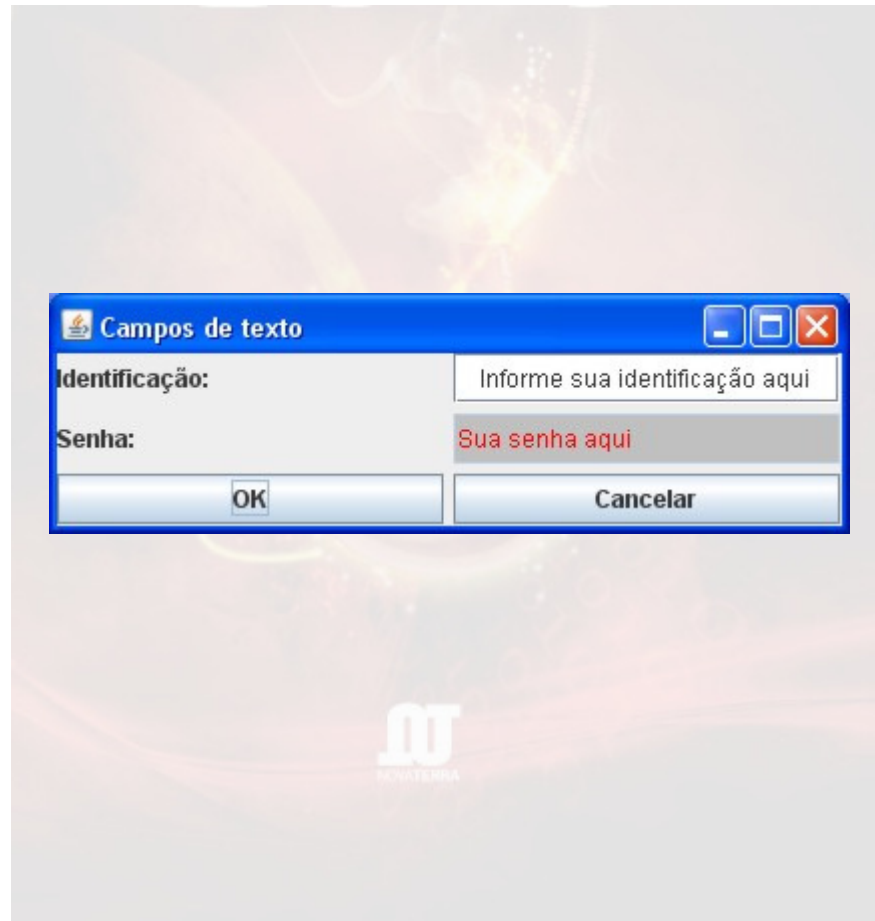 Campos de texto
Identificação: Informe sua identificação aqui
Senha: Sua senha aqui
OK Cancelar
NOVATERRA